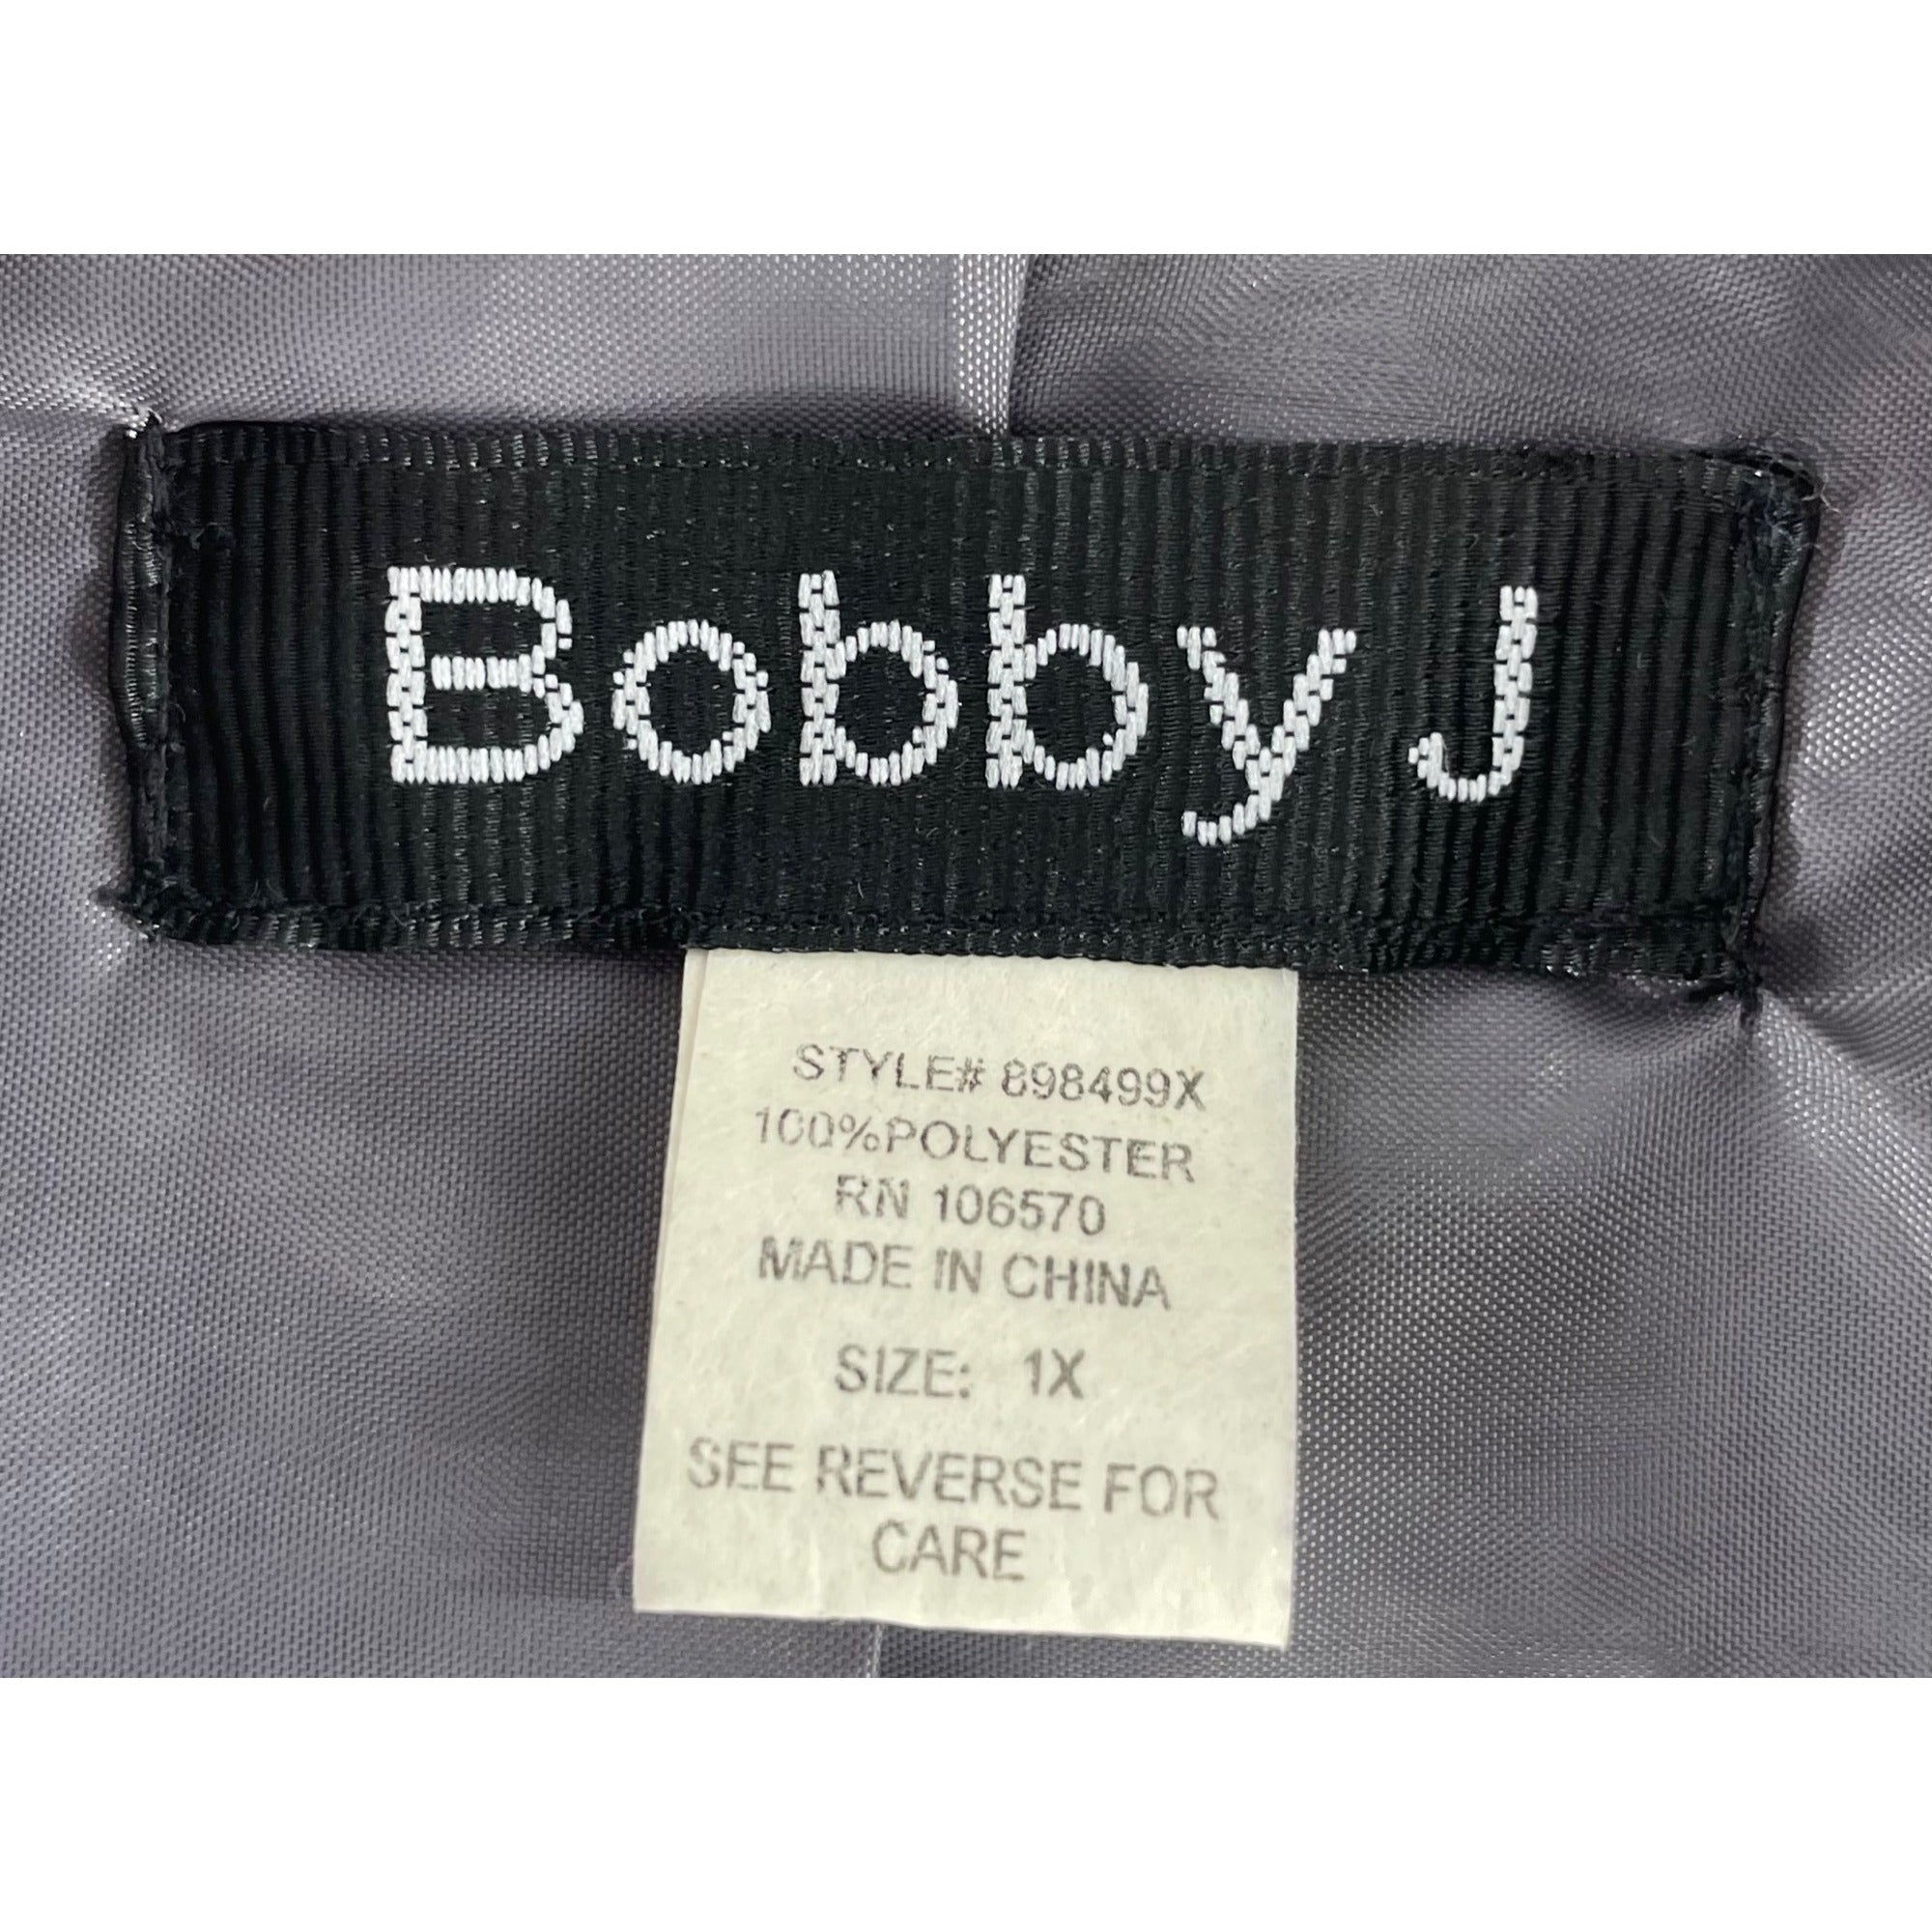 Bobby J
STYLE# 898499X
100%POLYESTER
RN 106570
MADE IN CHINA
SIZE: 1X
SEE REVERSE FOR
CARE